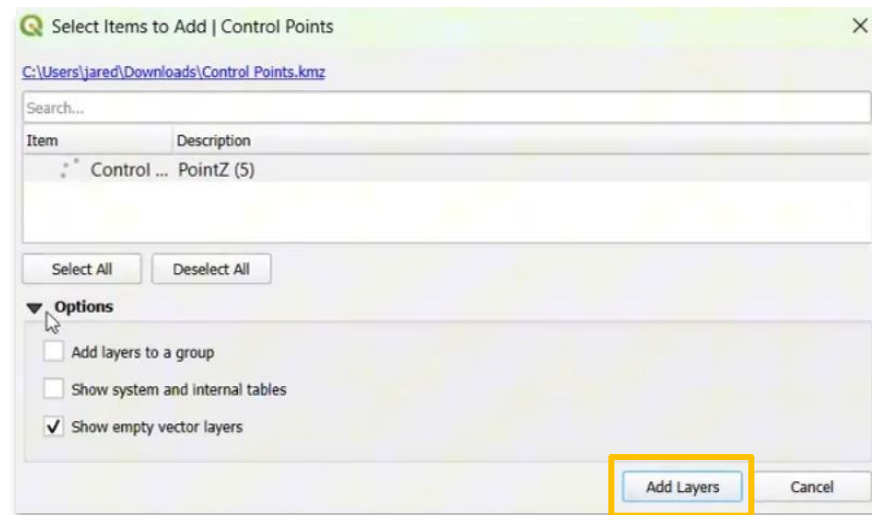 Select Items to Add | Control Points
C:\Users\jared\Downloads\Control Points.kmz
Search...
Item Description
Control ... PointZ (5)
Select All Deselect All
Options
Add layers to a group
Show system and internal tables
Show empty vector layers
Add Layers Cancel